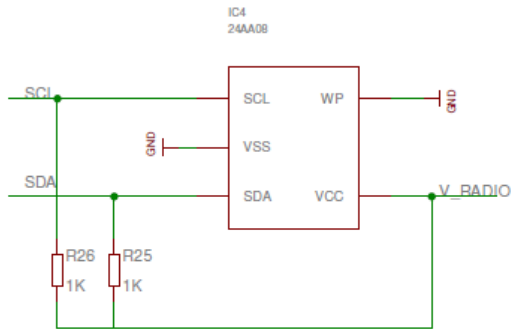 IC4
24AA08
SCL
SCL
WP
GND
GND
VSS
SDA
SDA
VCC
V_RADIO
R26
R25
1K
1K